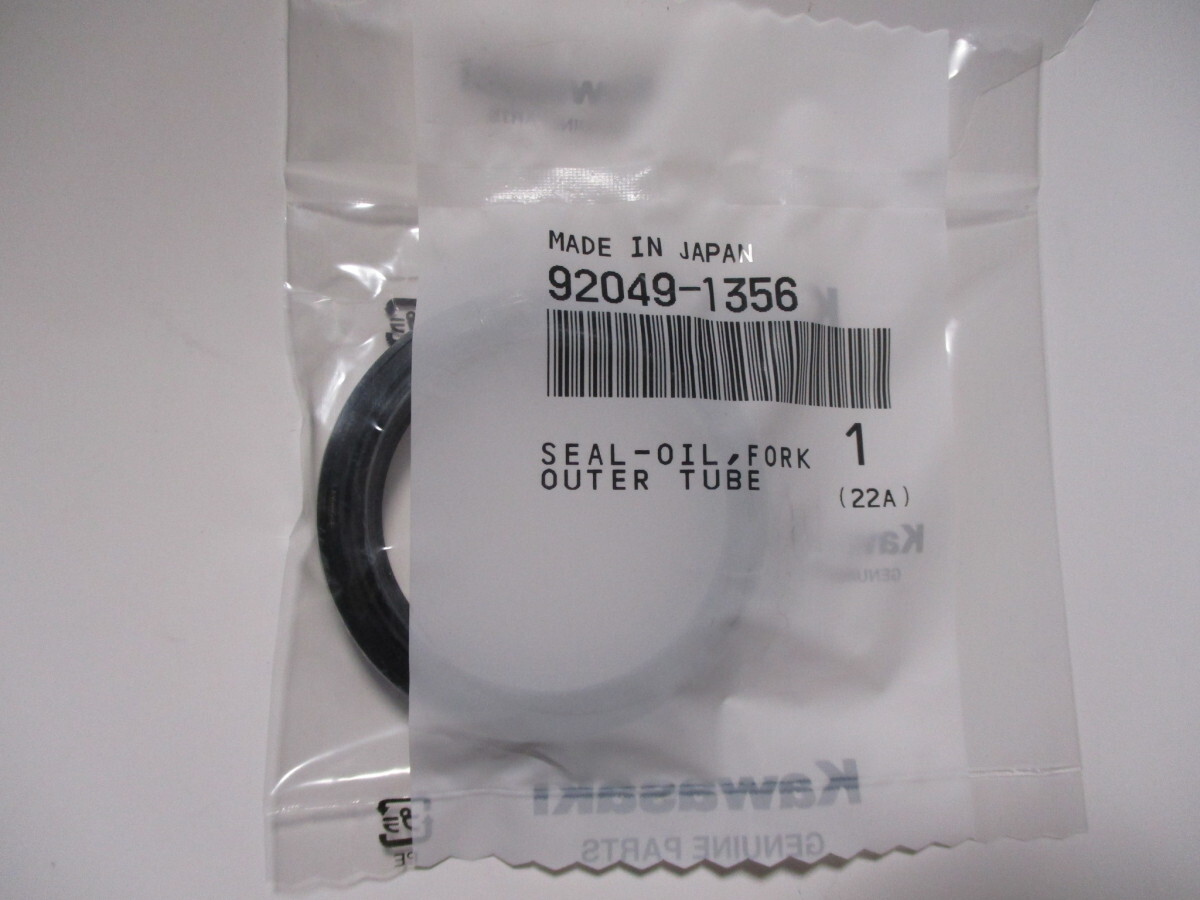 MADE IN JAPAN
92049-1356
SEAL-OIL,FORK 1
OUTER TUBE
(22A)
Kawasaki
GENUINE PARTS